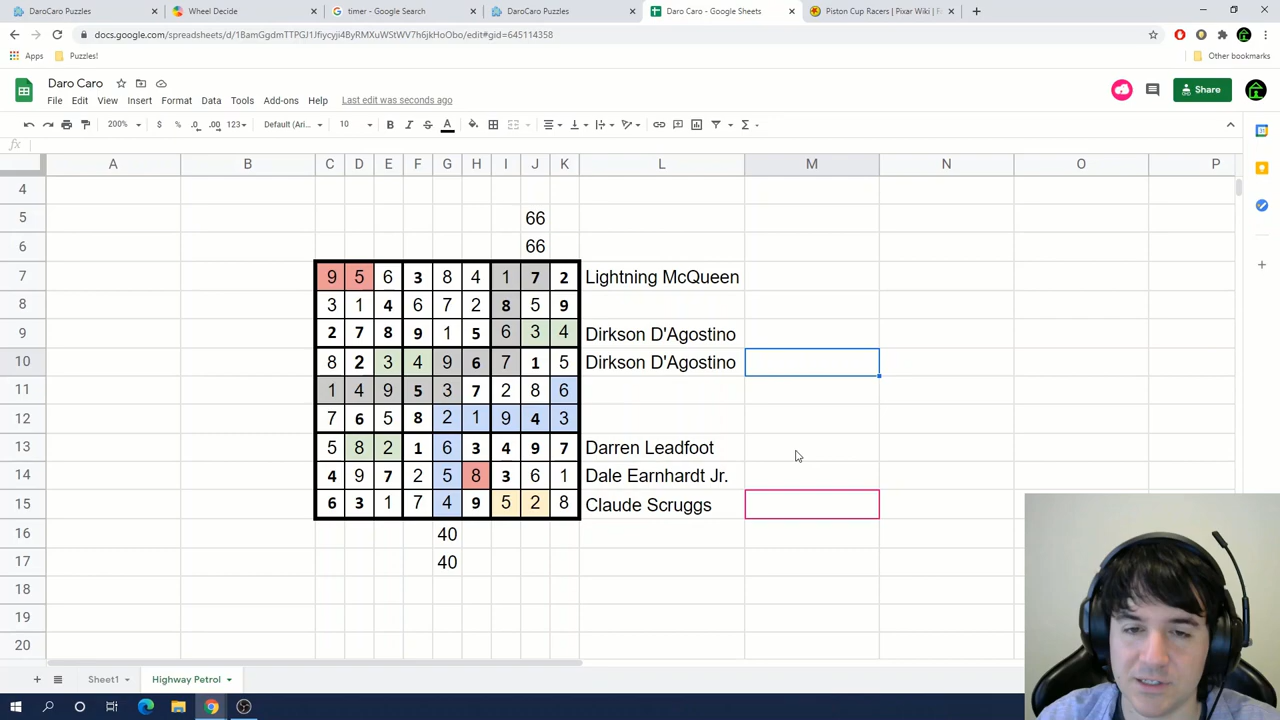 DaroCaro Puzzles
Wheel Decide
timer - Google Search
DaroCaro Puzzles
Daro Caro - Google Sheets
Piston Cup Racers | Pixar Wiki | F
docs.google.com/spreadsheets/d/1BamGgdmTTPGJ1Jfiycyji4ByRMXuWStWV7h6jkHoObo/edit#gid=645114358
Apps Puzzles! Other bookmarks
Daro Caro
File Edit View Insert Format Data Tools Add-ons Help Last edit was seconds ago
Share
200% $ % .0 .00 123 Default (Ari... 10 B I S A
fx
A B C D E F G H I J K L M N O P
4
5 66
6 66
7 9 5 6 3 8 4 1 7 2 Lightning McQueen
8 3 1 4 6 7 2 8 5 9
9 2 7 8 9 1 5 6 3 4 Dirkson D'Agostino
10 8 2 3 4 9 6 7 1 5 Dirkson D'Agostino
11 1 4 9 5 3 7 2 8 6
12 7 6 5 8 2 1 9 4 3
13 5 8 2 1 6 3 4 9 7 Darren Leadfoot
14 4 9 7 2 5 8 3 6 1 Dale Earnhardt Jr.
15 6 3 1 7 4 9 5 2 8 Claude Scruggs
16 40
17 40
18
19
20
Sheet1 Highway Petrol